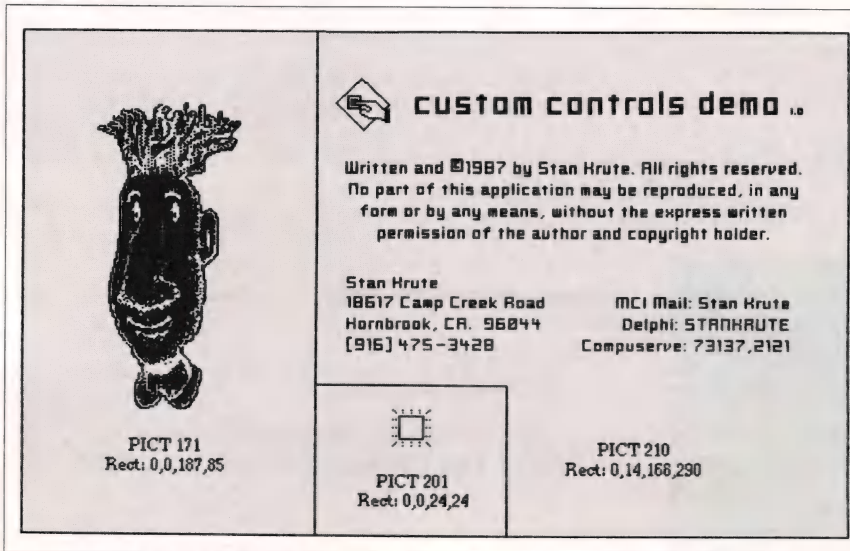 custom controls demo 1.0
Written and ©1987 by Stan Krute. All rights reserved.
No part of this application may be reproduced, in any
form or by any means, without the express written
permission of the author and copyright holder.
Stan Krute
18617 Camp Creek Road
Hornbrook, CA. 96044
[916] 475-3428
MCI Mail: Stan Krute
Delphi: STANKRUTE
Compuserve: 73137,2121
PICT 171
Rect: 0,0,187,85
PICT 201
Rect: 0,0,24,24
PICT 210
Rect: 0,14,168,290